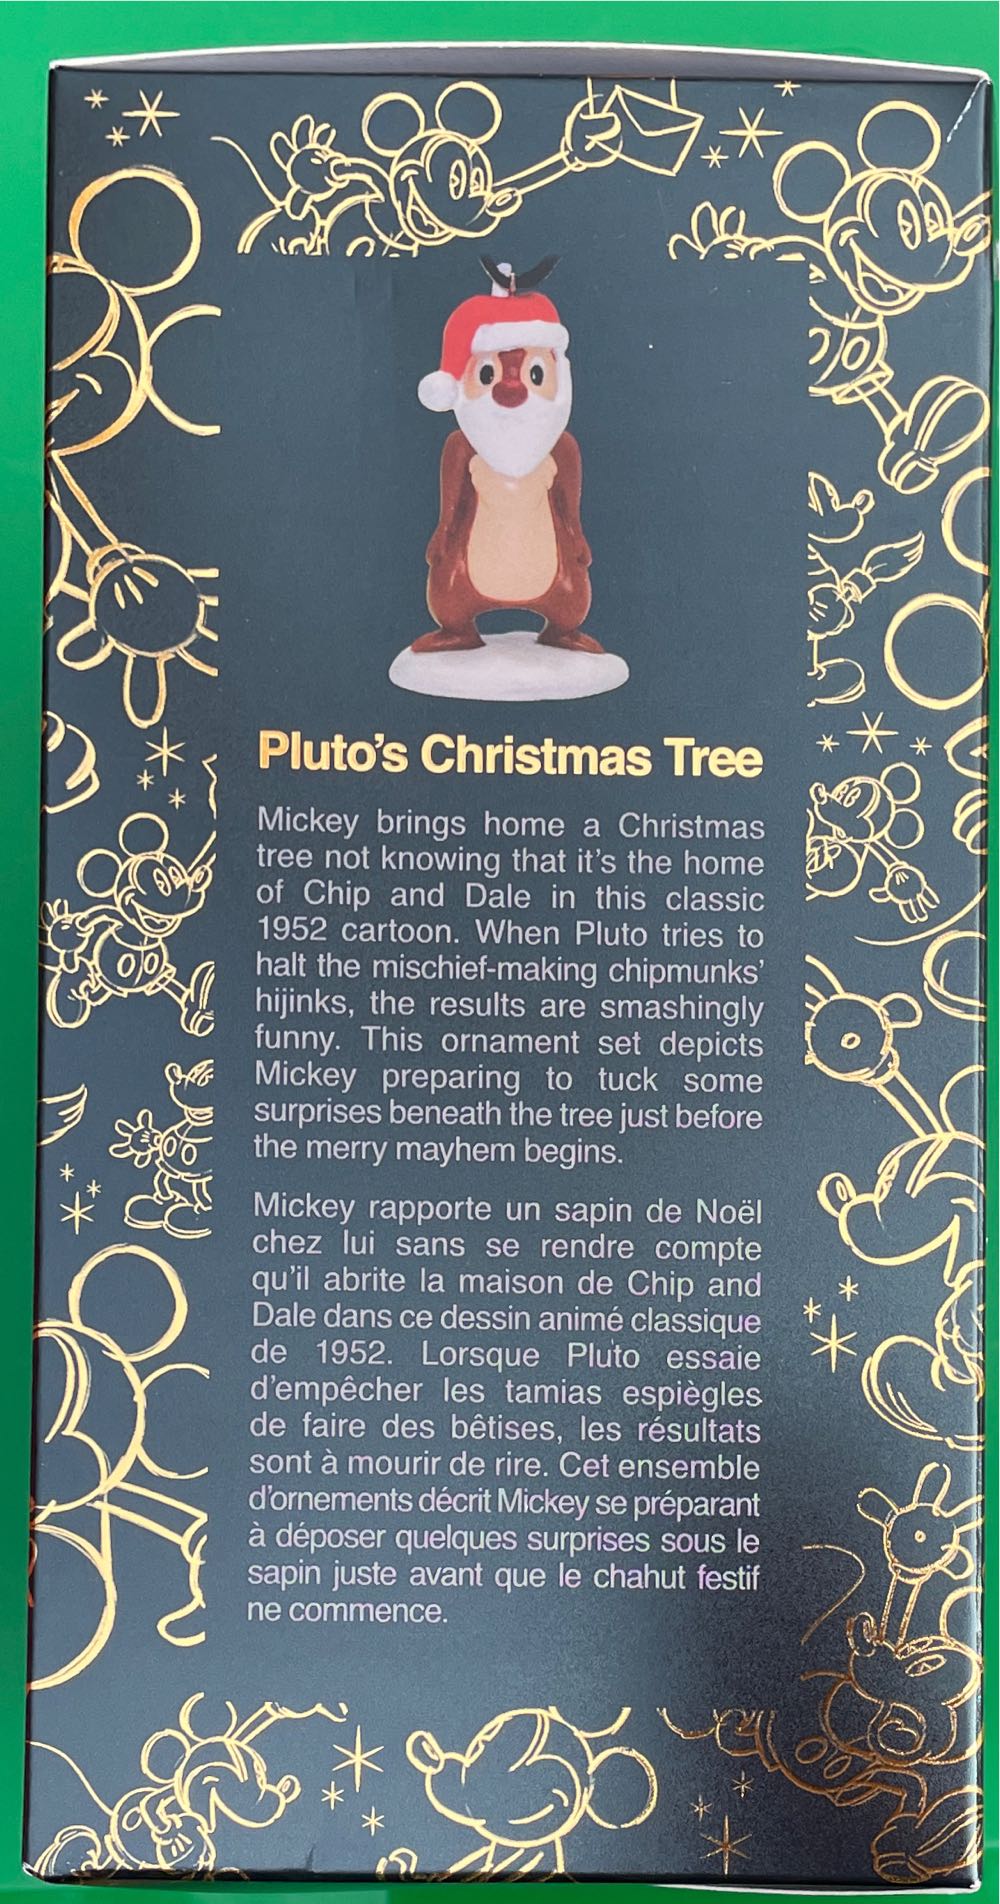 Pluto's Christmas Tree
Mickey brings home a Christmas
tree not knowing that it's the home
of Chip and Dale in this classic
1952 cartoon. When Pluto tries to
halt the mischief-making chipmunks'
hijinks, the results are smashingly
funny. This ornament set depicts
Mickey preparing to tuck some
surprises beneath the tree just before
the merry mayhem begins.
Mickey rapporte un sapin de Noël
chez lui sans se rendre compte
qu'il abrite la maison de Chip and
Dale dans ce dessin animé classique
de 1952. Lorsque Pluto essaie
d'empêcher les tamias espiègles
de faire des bêtises, les résultats
sont à mourir de rire. Cet ensemble
d'ornements décrit Mickey se préparant
à déposer quelques surprises sous le
sapin juste avant que le chahut festif
ne commence.